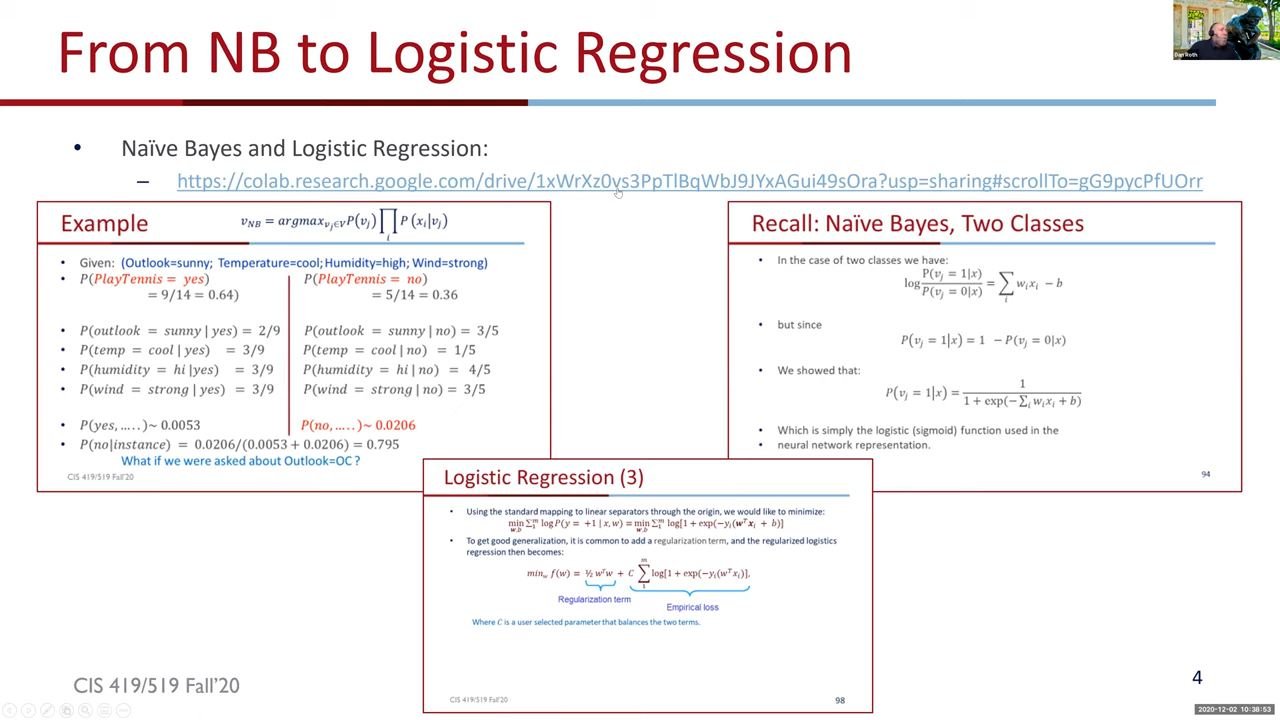 From NB to Logistic Regression
Dan Roth
• Naïve Bayes and Logistic Regression:
– https://colab.research.google.com/drive/1xWrXz0vs3PpTlBqWbJ9JYxAGui49sOra?usp=sharing#scrollTo=gG9pycPfUOrr
Example
v_NB = argmax_{v_j∈V} P(v_j) ∏_i P(x_i|v_j)
• Given: (Outlook=sunny; Temperature=cool; Humidity=high; Wind=strong)
• P(PlayTennis = yes) P(PlayTennis = no)
= 9/14 = 0.64) = 5/14 = 0.36
• P(outlook = sunny | yes) = 2/9 P(outlook = sunny | no) = 3/5
• P(temp = cool | yes) = 3/9 P(temp = cool | no) = 1/5
• P(humidity = hi |yes) = 3/9 P(humidity = hi | no) = 4/5
• P(wind = strong | yes) = 3/9 P(wind = strong | no) = 3/5
• P(yes, …..) ~ 0.0053 P(no, …..) ~ 0.0206
• P(no|instance) = 0.0206/(0.0053 + 0.0206) = 0.795
What if we were asked about Outlook=OC ?
CIS 419/519 Fall'20
Recall: Naïve Bayes, Two Classes
• In the case of two classes we have:
log P(v_j = 1|x) / P(v_j = 0|x) = ∑_i w_i x_i − b
• but since
P(v_j = 1|x) = 1 − P(v_j = 0|x)
• We showed that:
P(v_j = 1|x) = 1 / (1 + exp(−∑_i w_i x_i + b))
• Which is simply the logistic (sigmoid) function used in the
• neural network representation.
94
Logistic Regression (3)
• Using the standard mapping to linear separators through the origin, we would like to minimize:
min_{w,b} ∑_1^m log P(y = +1 | x, w) = min_{w,b} ∑_1^m log[1 + exp(−y_i(w^T x_i + b)]
• To get good generalization, it is common to add a regularization term, and the regularized logistics
regression then becomes:
min_w f(w) = ½ w^T w + C ∑_1^m log[1 + exp(−y_i(w^T x_i)],
Regularization term
Empirical loss
Where C is a user selected parameter that balances the two terms.
CIS 419/519 Fall'20
98
CIS 419/519 Fall'20
4
2020-12-02 10:38:53